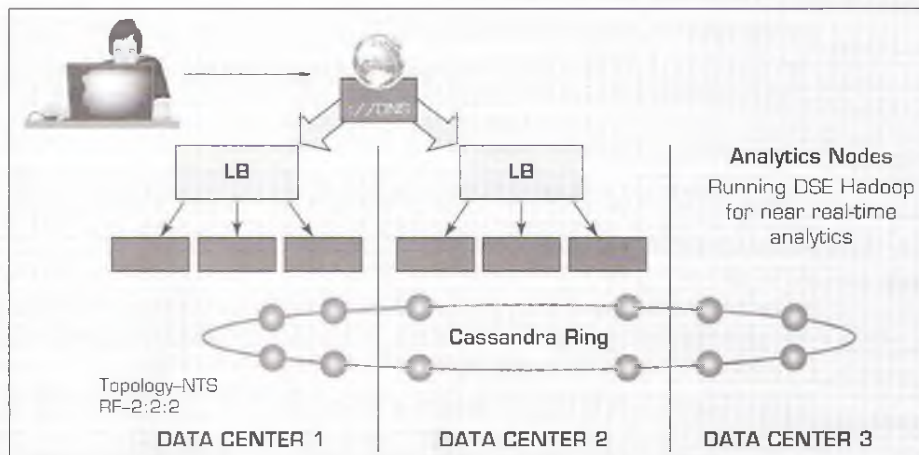 ://DNS
LB
LB
Analytics Nodes
Running DSE Hadoop
for near real-time
analytics
Cassandra Ring
Topology–NTS
RF–2:2:2
DATA CENTER 1
DATA CENTER 2
DATA CENTER 3